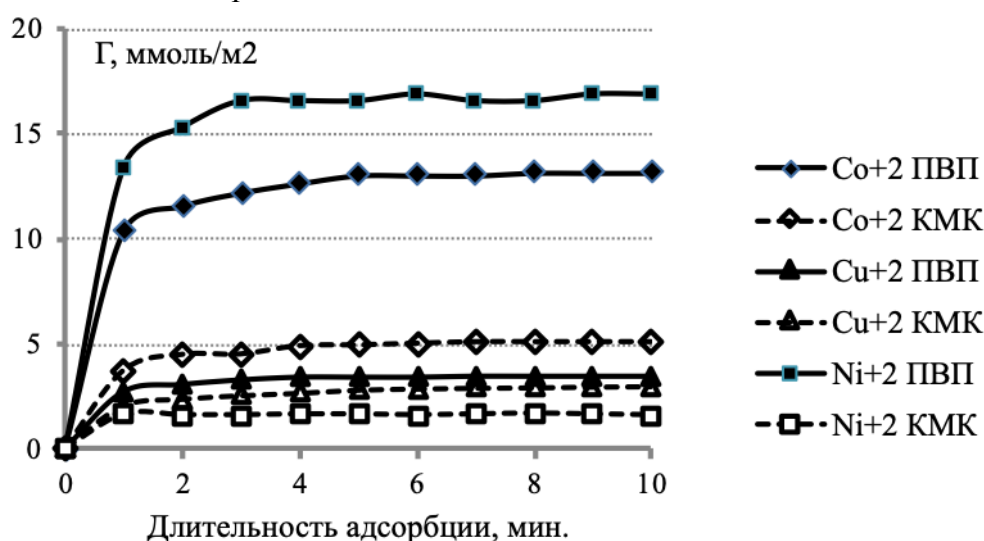 20
Г, ммоль/м2
15
10
5
0
0 2 4 6 8 10
Длительность адсорбции, мин.
Co+2 ПВП
Co+2 КМК
Cu+2 ПВП
Cu+2 КМК
Ni+2 ПВП
Ni+2 КМК